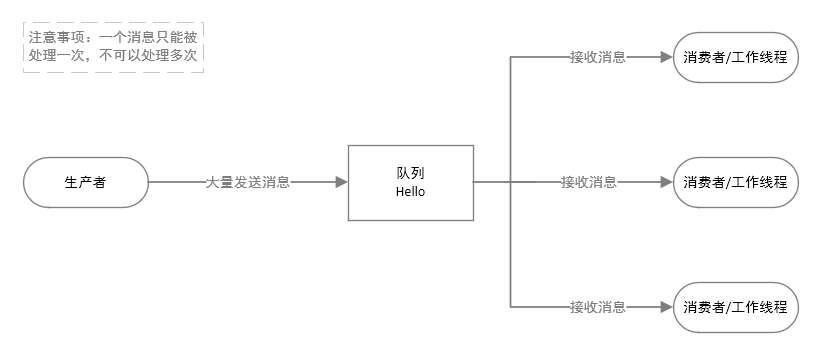 注意事项：一个消息只能被
处理一次，不可以处理多次
接收消息
消费者/工作线程
生产者
大量发送消息
队列
Hello
接收消息
消费者/工作线程
接收消息
消费者/工作线程